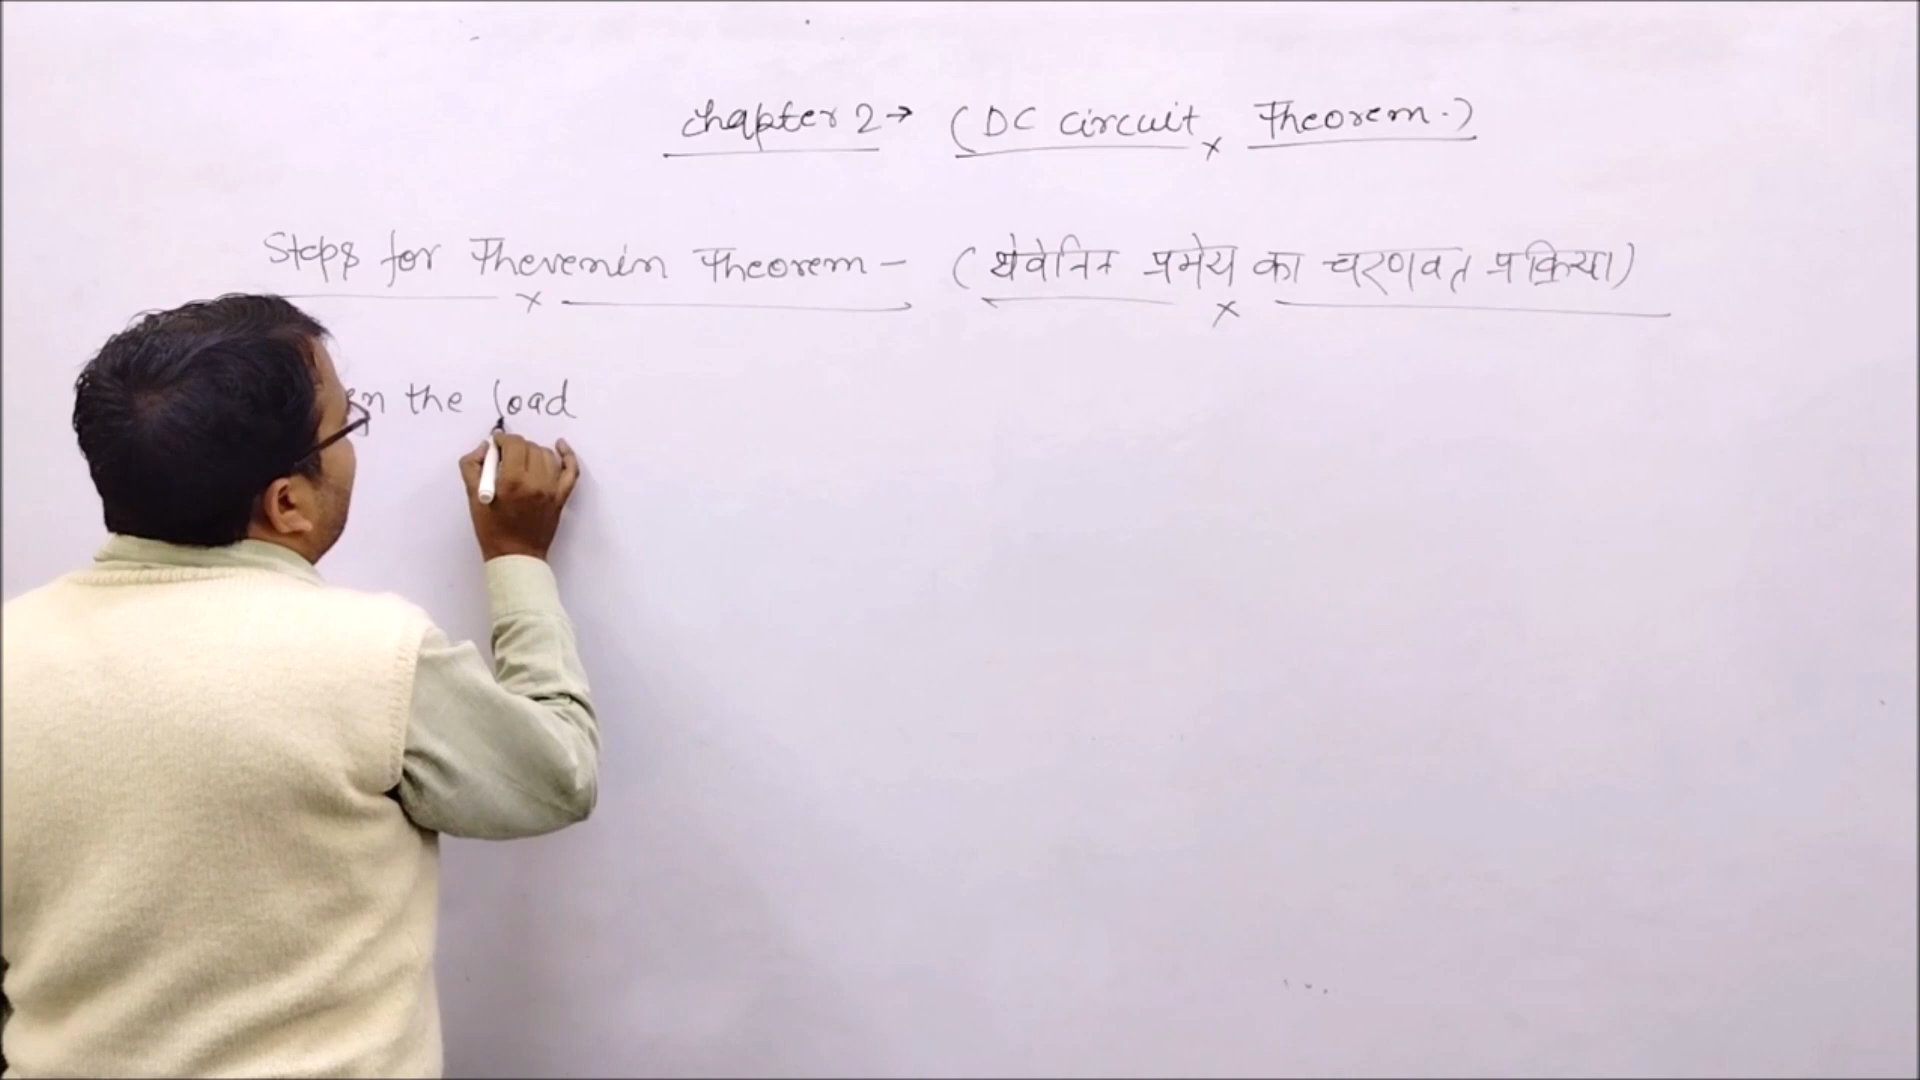 Chapter 2 → (DC Circuit Theorem.)
Steps for Thevenin Theorem - (थेवेनिन प्रमेय का चरणवत प्रक्रिया)
the load